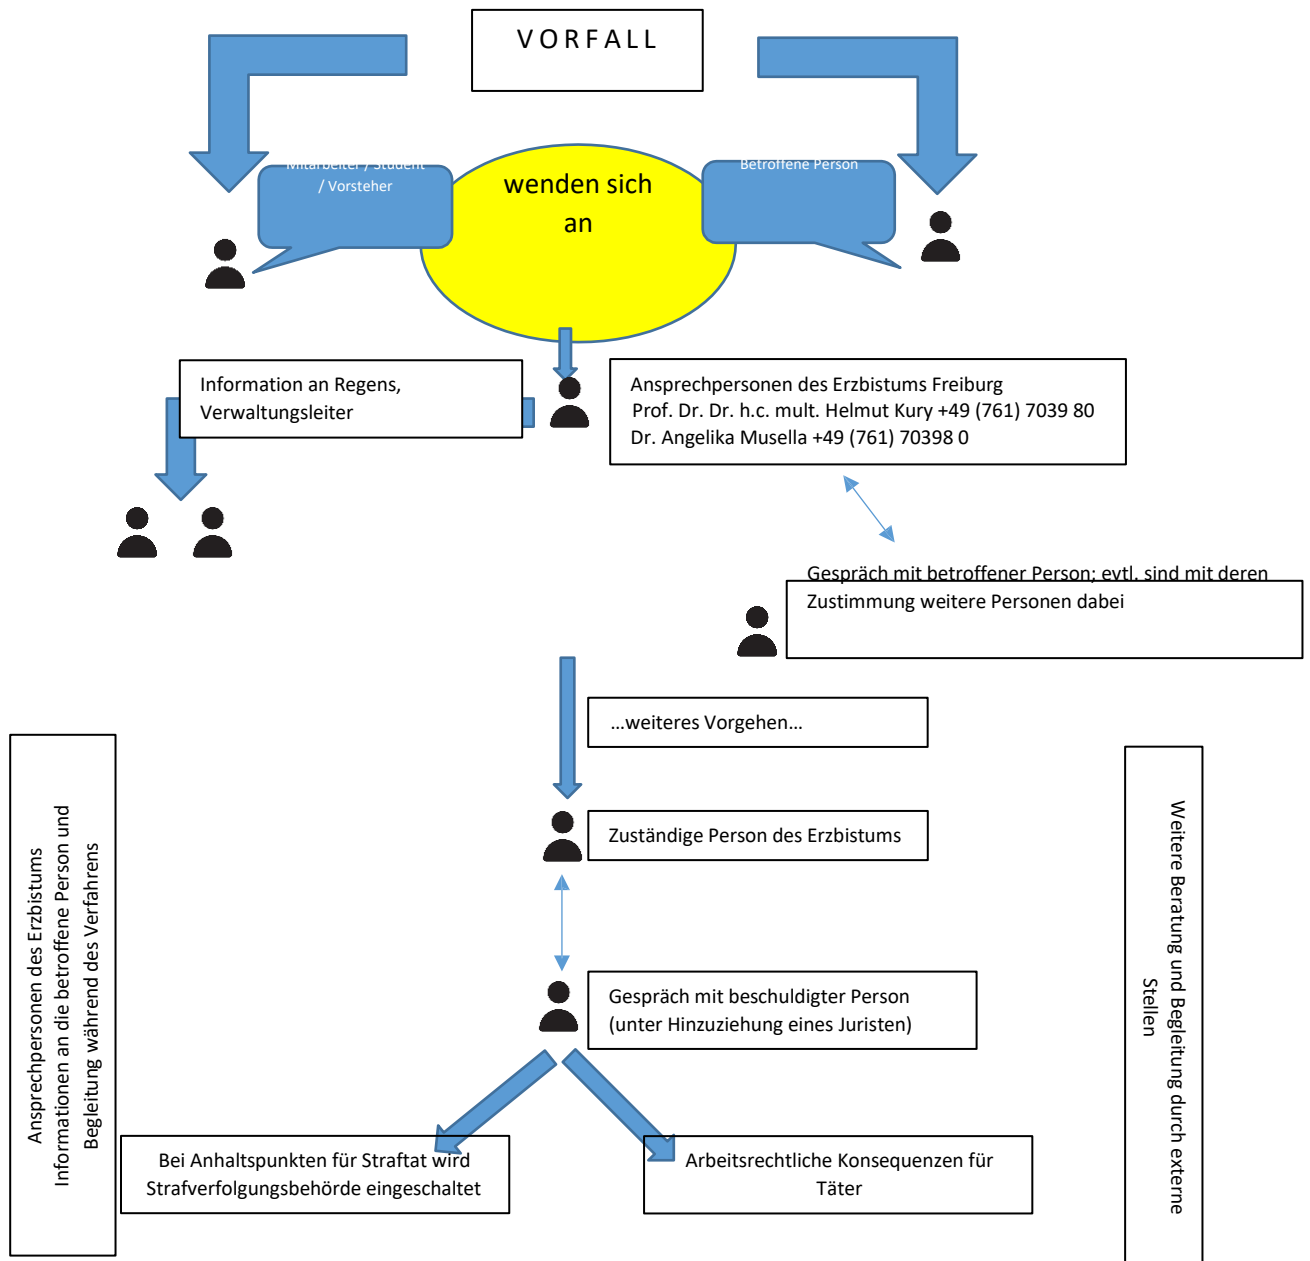 VORFALL
Mitarbeiter / Student
/ Vorsteher
wenden sich
an
Betroffene Person
Information an Regens,
Verwaltungsleiter
Ansprechpersonen des Erzbistums Freiburg
Prof. Dr. Dr. h.c. mult. Helmut Kury +49 (761) 7039 80
Dr. Angelika Musella +49 (761) 70398 0
Gespräch mit betroffener Person; evtl. sind mit deren
Zustimmung weitere Personen dabei
…weiteres Vorgehen…
Zuständige Person des Erzbistums
Gespräch mit beschuldigter Person
(unter Hinzuziehung eines Juristen)
Bei Anhaltspunkten für Straftat wird
Strafverfolgungsbehörde eingeschaltet
Arbeitsrechtliche Konsequenzen für
Täter
Ansprechpersonen des Erzbistums
Informationen an die betroffene Person und
Begleitung während des Verfahrens
Weitere Beratung und Begleitung durch externe
Stellen